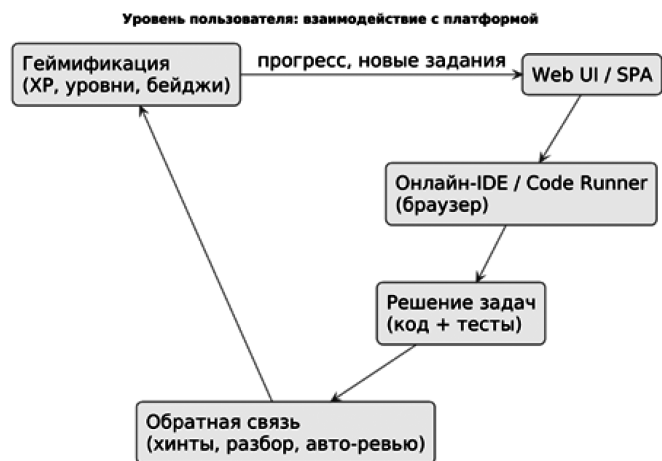 Уровень пользователя: взаимодействие с платформой
Геймификация
(XP, уровни, бейджи)
прогресс, новые задания
Web UI / SPA
Онлайн-IDE / Code Runner
(браузер)
Решение задач
(код + тесты)
Обратная связь
(хинты, разбор, авто-ревью)